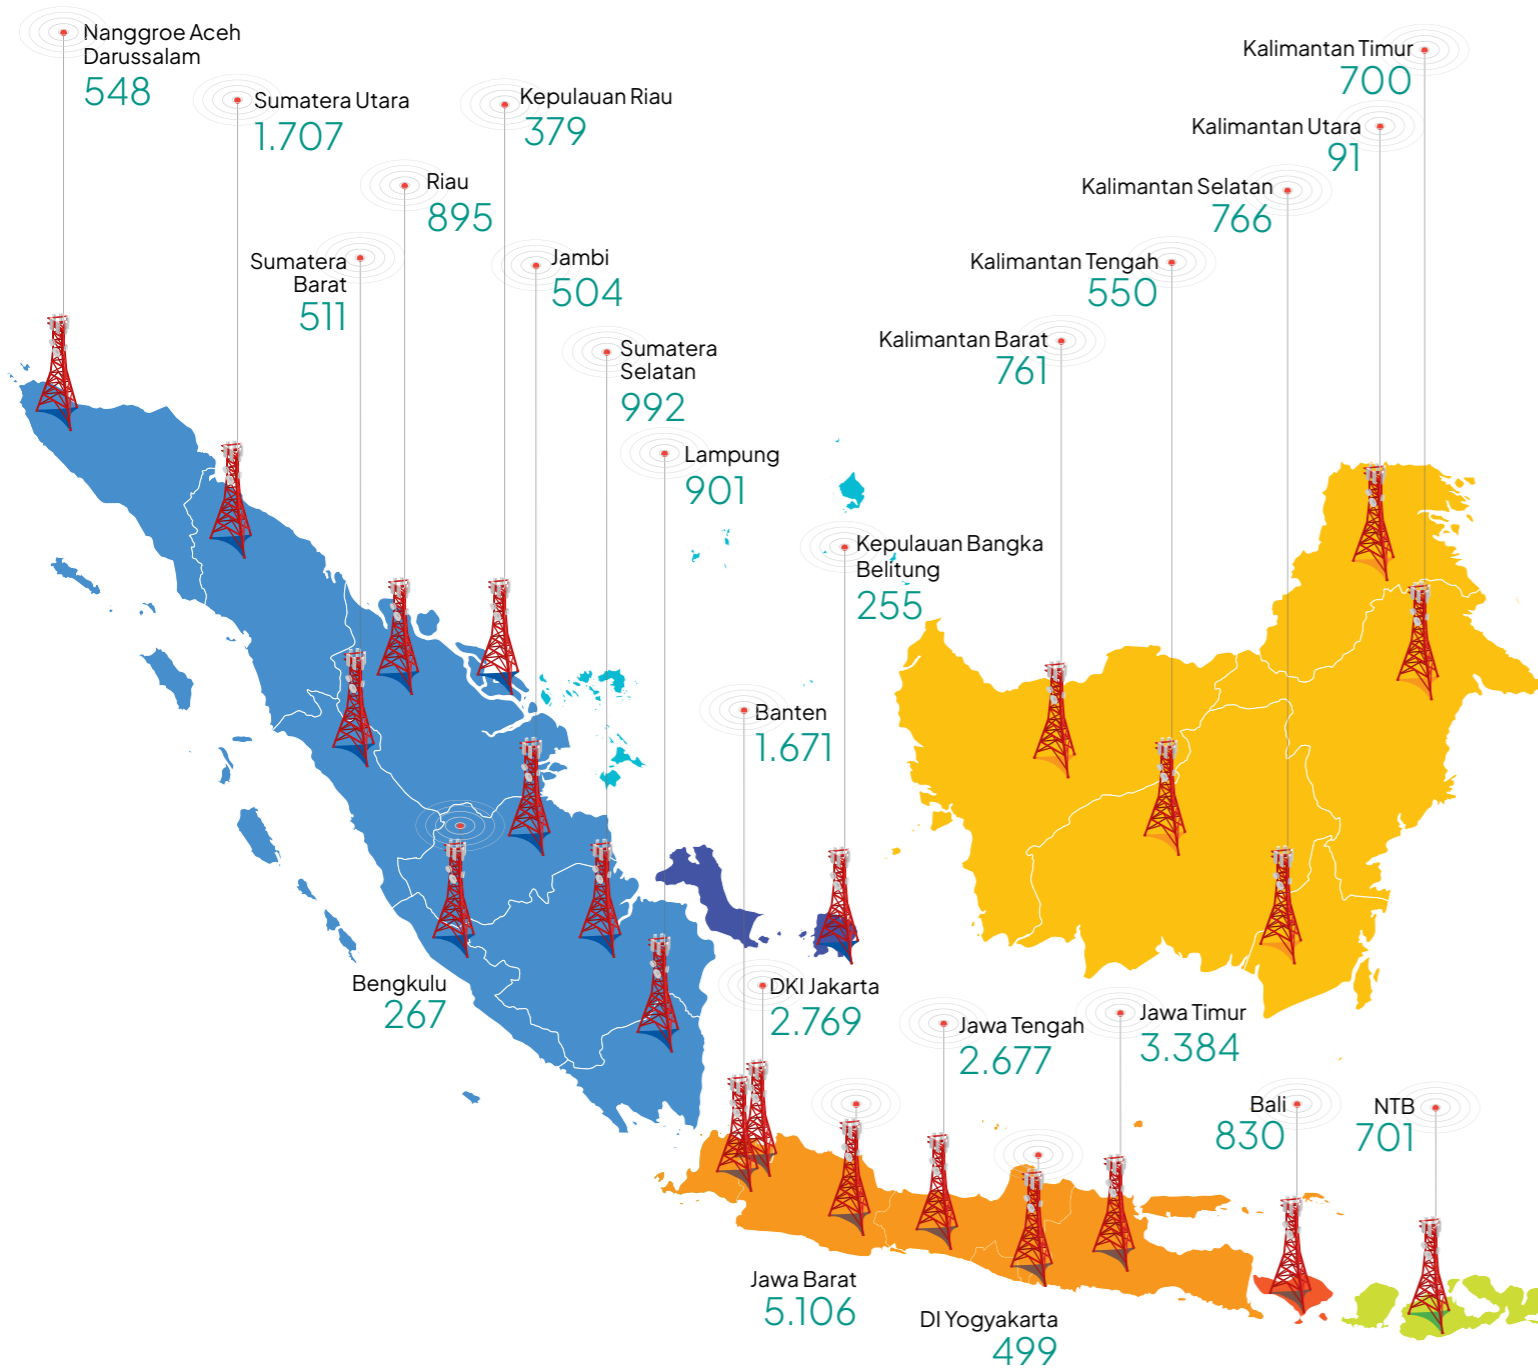 Nanggroe Aceh
Darussalam
548
Sumatera Utara
1.707
Kepulauan Riau
379
Riau
895
Sumatera
Barat
511
Jambi
504
Sumatera
Selatan
992
Lampung
901
Kepulauan Bangka
Belitung
255
Kalimantan Timur
700
Kalimantan Utara
91
Kalimantan Selatan
766
Kalimantan Tengah
550
Kalimantan Barat
761
Banten
1.671
Bengkulu
267
DKI Jakarta
2.769
Jawa Tengah
2.677
Jawa Timur
3.384
Bali
830
NTB
701
Jawa Barat
5.106
DI Yogyakarta
499